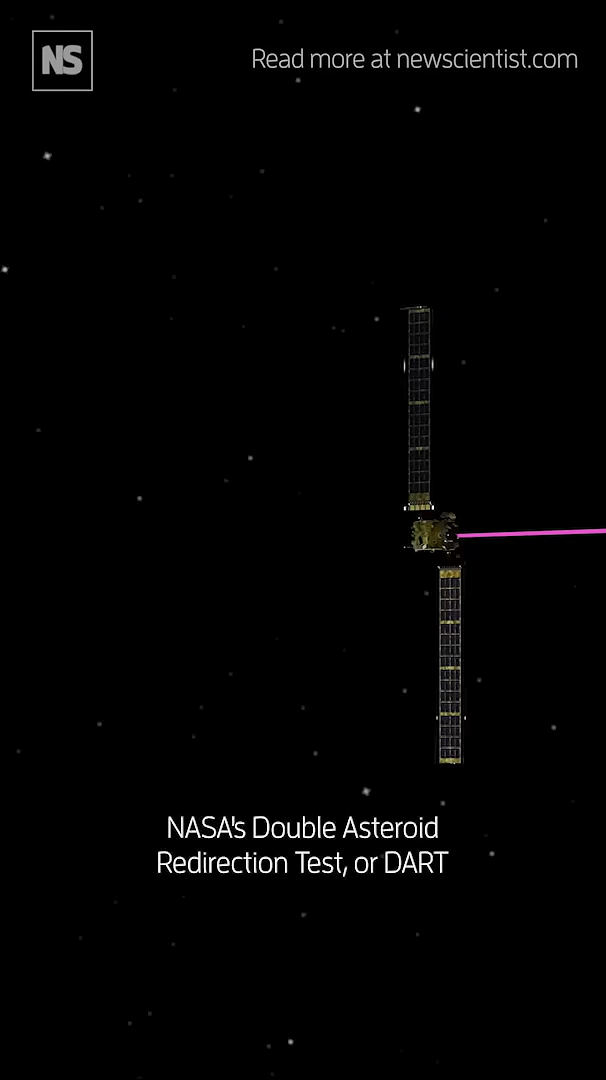 NS
Read more at newscientist.com
NASA's Double Asteroid
Redirection Test, or DART